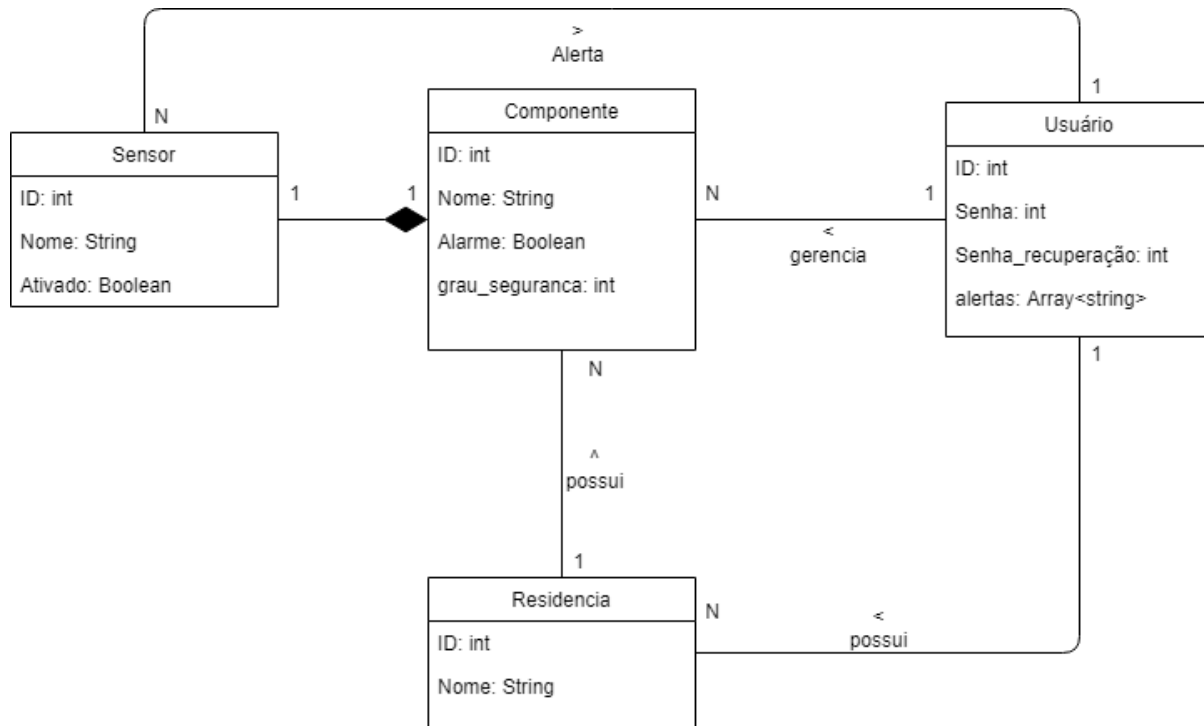 >
Alerta
N
1
Sensor
ID: int
Nome: String
Ativado: Boolean
1
1
Componente
ID: int
Nome: String
Alarme: Boolean
grau_seguranca: int
N
1
<
gerencia
Usuário
ID: int
Senha: int
Senha_recuperação: int
alertas: Array<string>
N
1
^
possui
1
N
<
possui
Residencia
ID: int
Nome: String